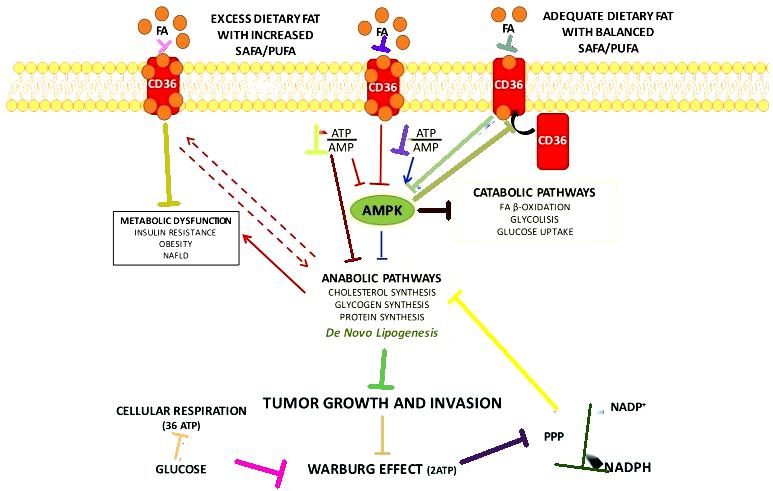 EXCESS DIETARY FAT
WITH INCREASED
SAFA/PUFA
ADEQUATE DIETARY FAT
WITH BALANCED
SAFA/PUFA
FA
FA
FA
CD36
CD36
CD36
CD36
ATP
AMP
ATP
AMP
AMPK
CATABOLIC PATHWAYS
FA β-OXIDATION
GLYCOLISIS
GLUCOSE UPTAKE
METABOLIC DYSFUNCTION
INSULIN RESISTANCE
OBESITY
NAFLD
ANABOLIC PATHWAYS
CHOLESTEROL SYNTHESIS
GLYCOGEN SYNTHESIS
PROTEIN SYNTHESIS
De Novo Lipogenesis
TUMOR GROWTH AND INVASION
CELLULAR RESPIRATION
(36 ATP)
GLUCOSE
WARBURG EFFECT (2ATP)
PPP
NADP⁺
NADPH